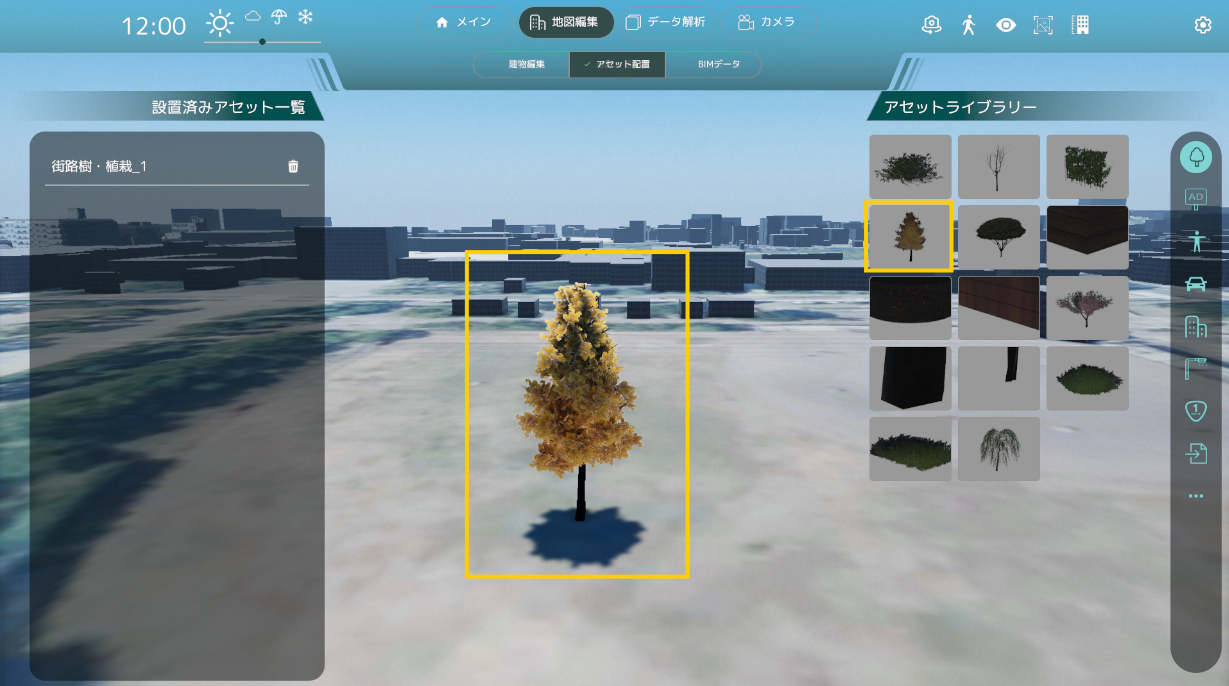 12:00
メイン
地図編集
データ解析
カメラ
建物編集
アセット配置
BIMデータ
設置済みアセット一覧
アセットライブラリー
街路樹・植栽_1
AD
1